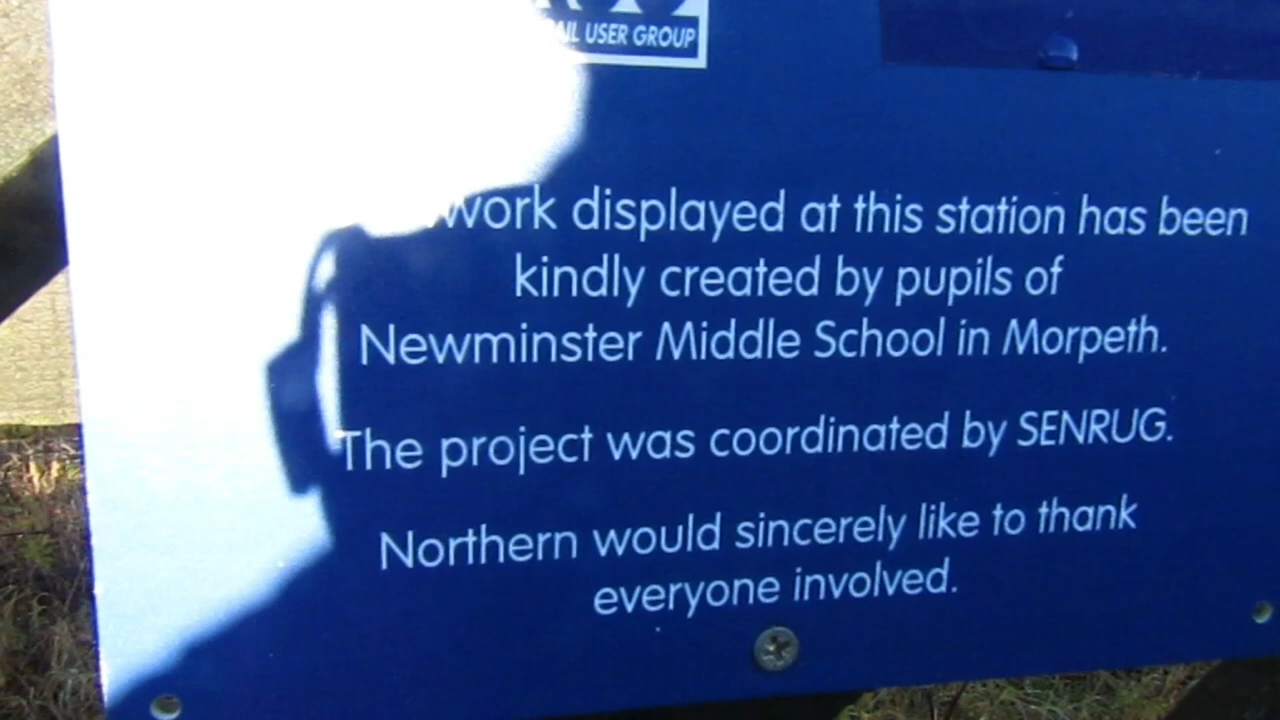 USER GROUP
work displayed at this station has been
kindly created by pupils of
Newminster Middle School in Morpeth.
The project was coordinated by SENRUG.
Northern would sincerely like to thank
everyone involved.